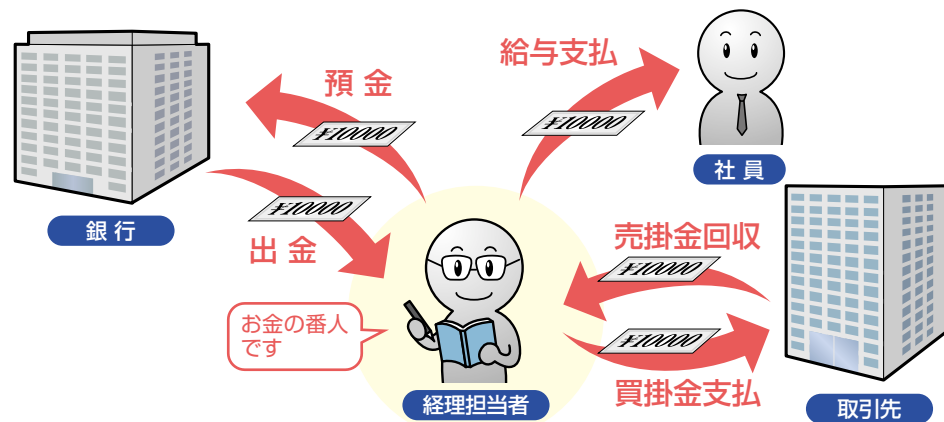 預金
¥10000
銀行
¥10000
出金
給与支払
¥10000
社員
売掛金回収
¥10000
¥10000
買掛金支払
取引先
お金の番人
です
経理担当者